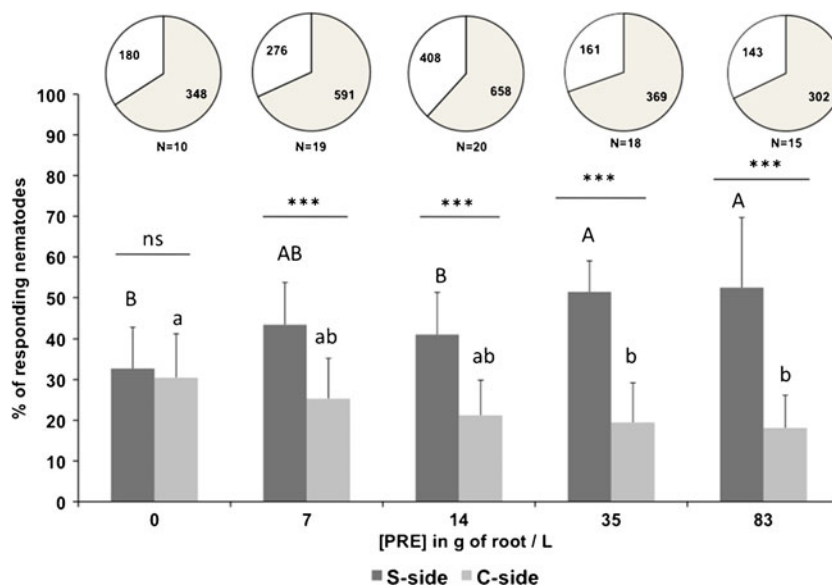 180 348 276 591 408 658 161 369 143 302
N=10 N=19 N=20 N=18 N=15
100
90
80
70
60
50
40
30
20
10
0
% of responding nematodes
ns *** *** *** ***
B a AB ab B ab A b A b
0 7 14 35 83
[PRE] in g of root / L
S-side C-side